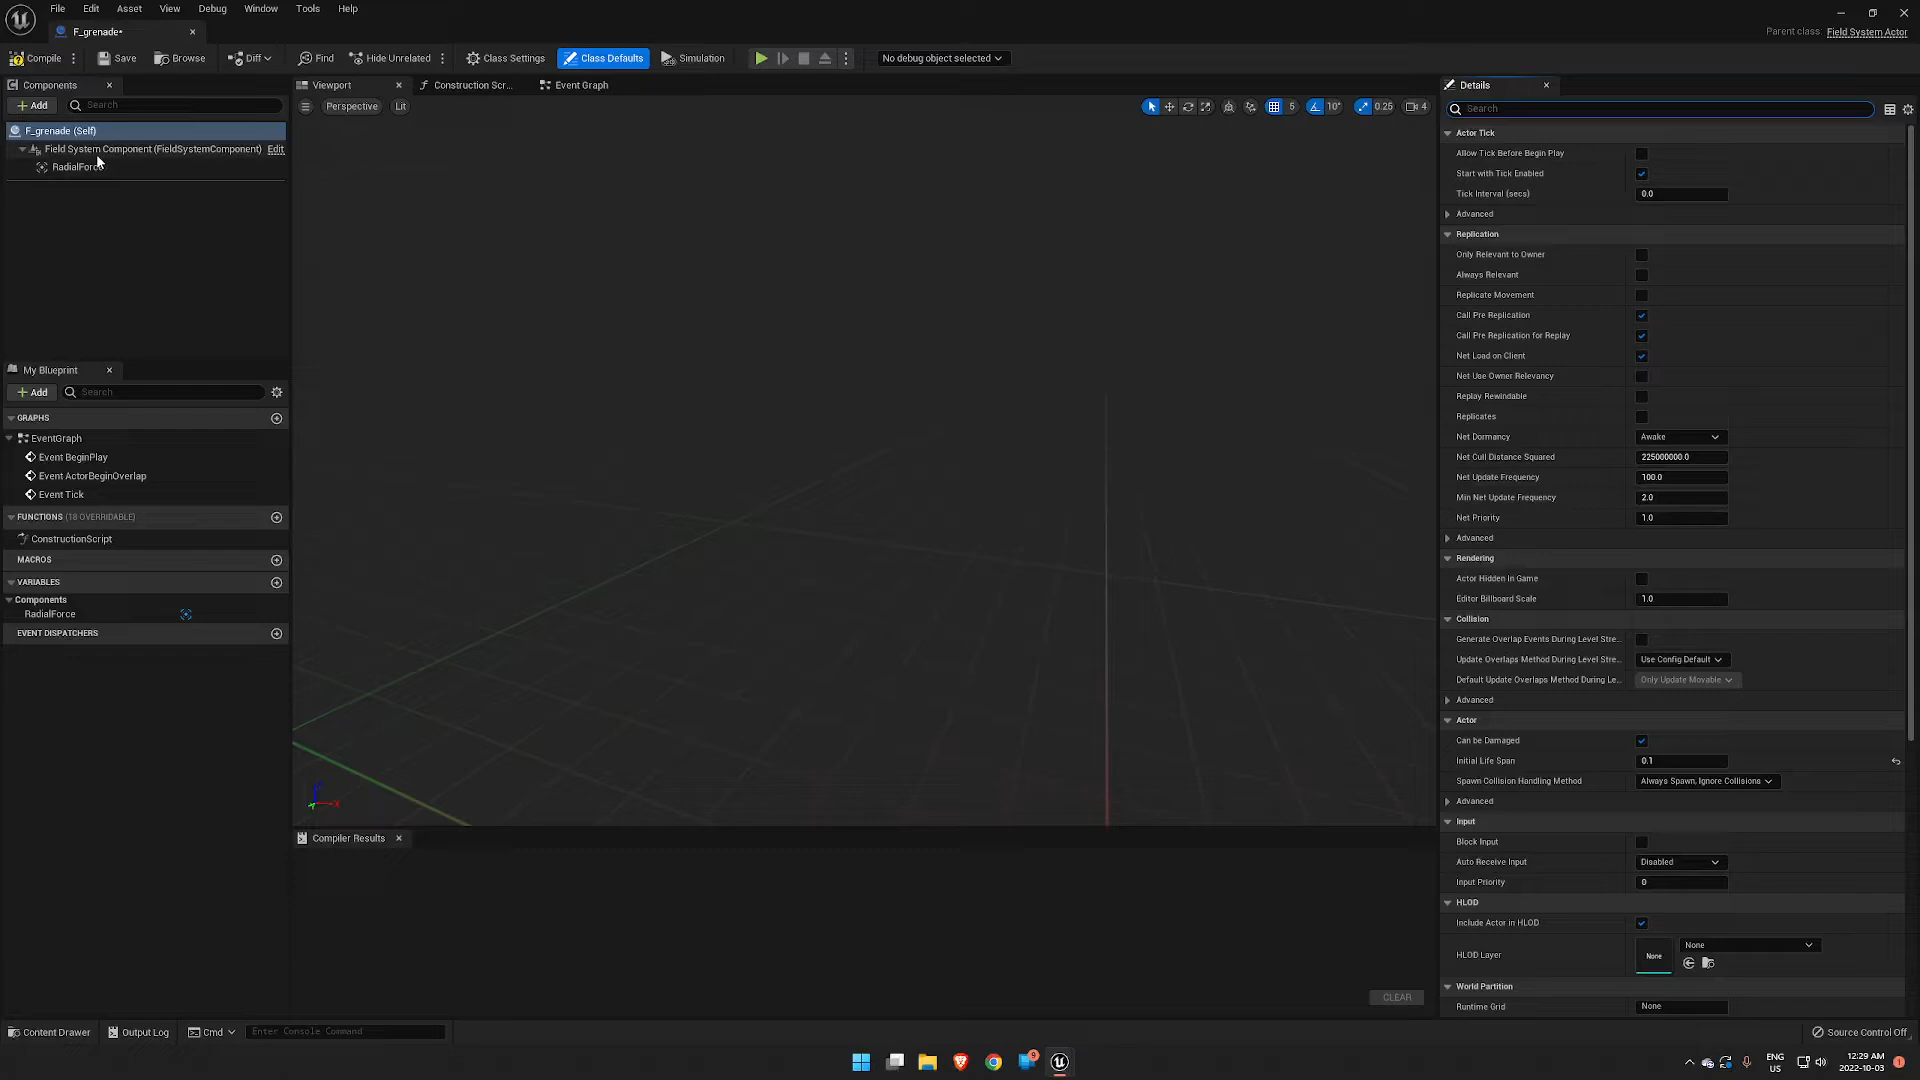 File Edit Asset View Debug Window Tools Help
F_grenade•
Parent class: Field System Actor
Compile Save Browse Diff Find Hide Unrelated Class Settings Class Defaults Simulation No debug object selected
Components
Add Search
F_grenade (Self)
Field System Component (FieldSystemComponent) Edit
RadialForce
My Blueprint
Add Search
GRAPHS
EventGraph
Event BeginPlay
Event ActorBeginOverlap
Event Tick
FUNCTIONS (18 OVERRIDABLE)
ConstructionScript
MACROS
VARIABLES
Components
RadialForce
EVENT DISPATCHERS
Viewport Construction Scr... Event Graph
Perspective Lit
5 10° 0.25 4
Compiler Results
CLEAR
Details
Search
Actor Tick
Allow Tick Before Begin Play
Start with Tick Enabled
Tick Interval (secs) 0.0
Advanced
Replication
Only Relevant to Owner
Always Relevant
Replicate Movement
Call Pre Replication
Call Pre Replication for Replay
Net Load on Client
Net Use Owner Relevancy
Replay Rewindable
Replicates
Net Dormancy Awake
Net Cull Distance Squared 225000000.0
Net Update Frequency 100.0
Min Net Update Frequency 2.0
Net Priority 1.0
Advanced
Rendering
Actor Hidden In Game
Editor Billboard Scale 1.0
Collision
Generate Overlap Events During Level Stre...
Update Overlaps Method During Level Stre... Use Config Default
Default Update Overlaps Method During Le... Only Update Movable
Advanced
Actor
Can be Damaged
Initial Life Span 0.1
Spawn Collision Handling Method Always Spawn, Ignore Collisions
Advanced
Input
Block Input
Auto Receive Input Disabled
Input Priority 0
HLOD
Include Actor in HLOD
HLOD Layer None None
World Partition
Runtime Grid None
Content Drawer Output Log Cmd Enter Console Command
Source Control Off
9
ENG
US
12:29 AM
2022-10-03
1